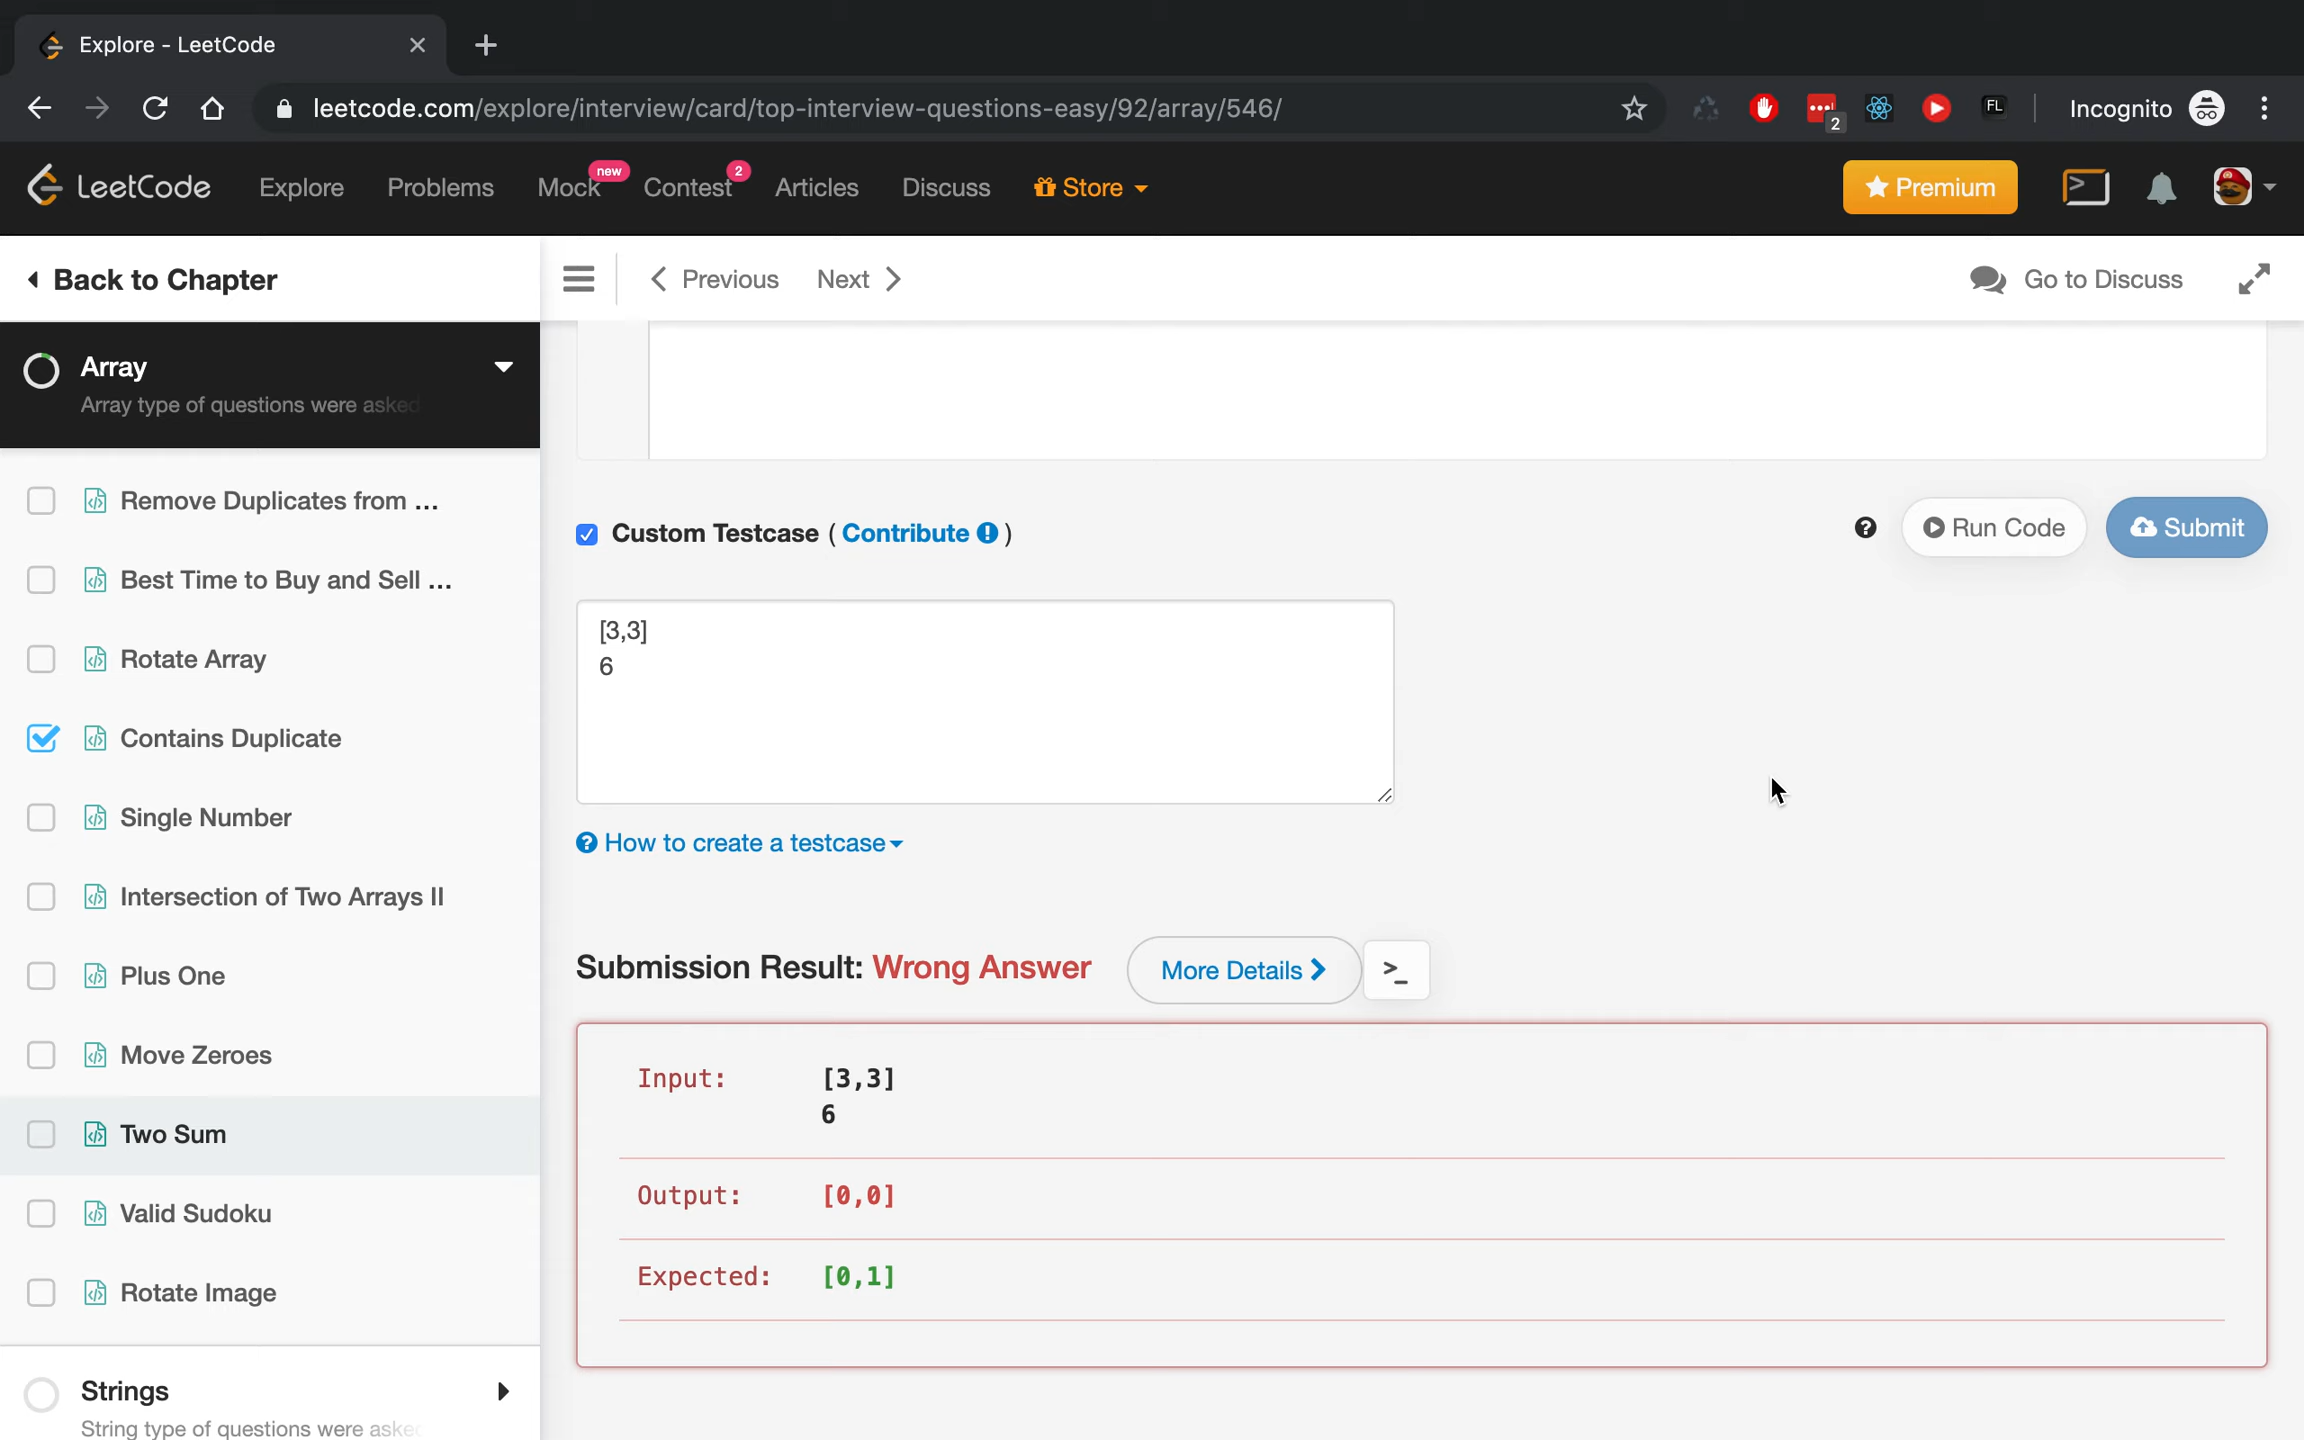 Explore - LeetCode
leetcode.com/explore/interview/card/top-interview-questions-easy/92/array/546/
2
FL
Incognito
LeetCode
Explore
Problems
Mock
new
Contest
2
Articles
Discuss
Store
Premium
Back to Chapter
Previous
Next
Go to Discuss
Array
Array type of questions were asked
Remove Duplicates from ...
Best Time to Buy and Sell ...
Rotate Array
Contains Duplicate
Single Number
Intersection of Two Arrays II
Plus One
Move Zeroes
Two Sum
Valid Sudoku
Rotate Image
Strings
String type of questions were aske
Custom Testcase ( Contribute )
Run Code
Submit
[3,3]
6
How to create a testcase
Submission Result: Wrong Answer
More Details
>_
Input: [3,3]
6
Output: [0,0]
Expected: [0,1]